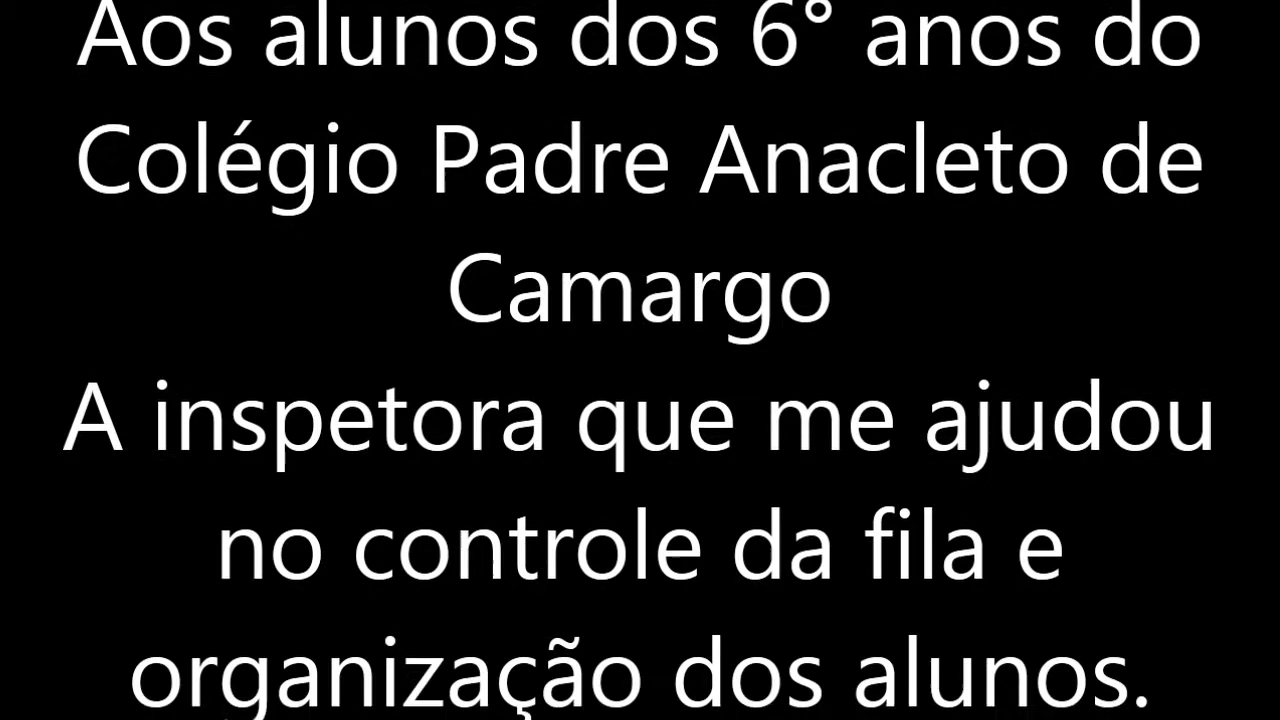 Aos alunos dos 6° anos do
Colégio Padre Anacleto de
Camargo
A inspetora que me ajudou
no controle da fila e
organização dos alunos.